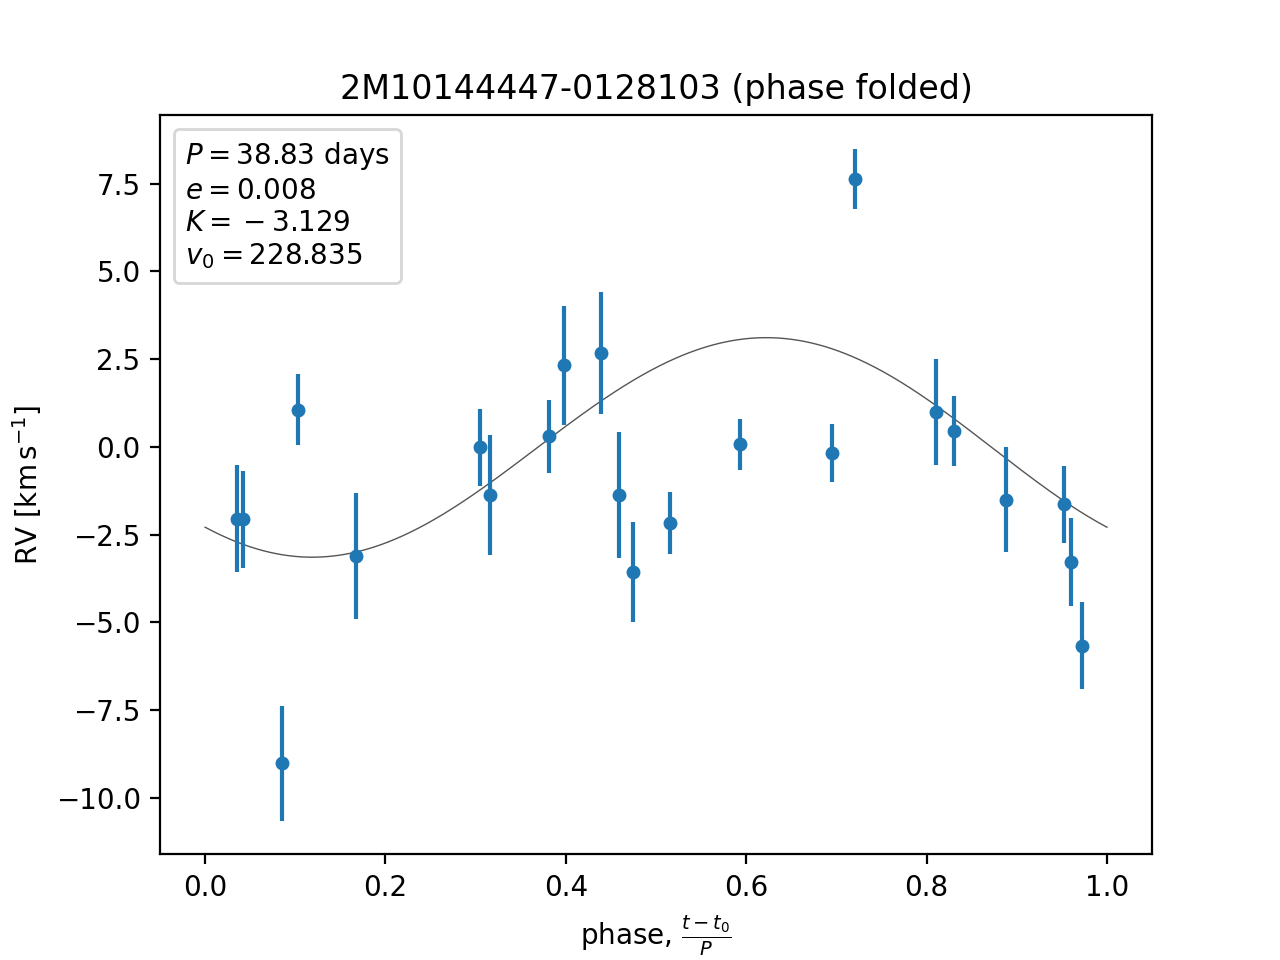 2M10144447-0128103 (phase folded)
P = 38.83 days
e = 0.008
K = −3.129
v₀ = 228.835
7.5
5.0
2.5
0.0
−2.5
−5.0
−7.5
−10.0
RV [km s⁻¹]
0.0 0.2 0.4 0.6 0.8 1.0
phase, (t − t₀)/P